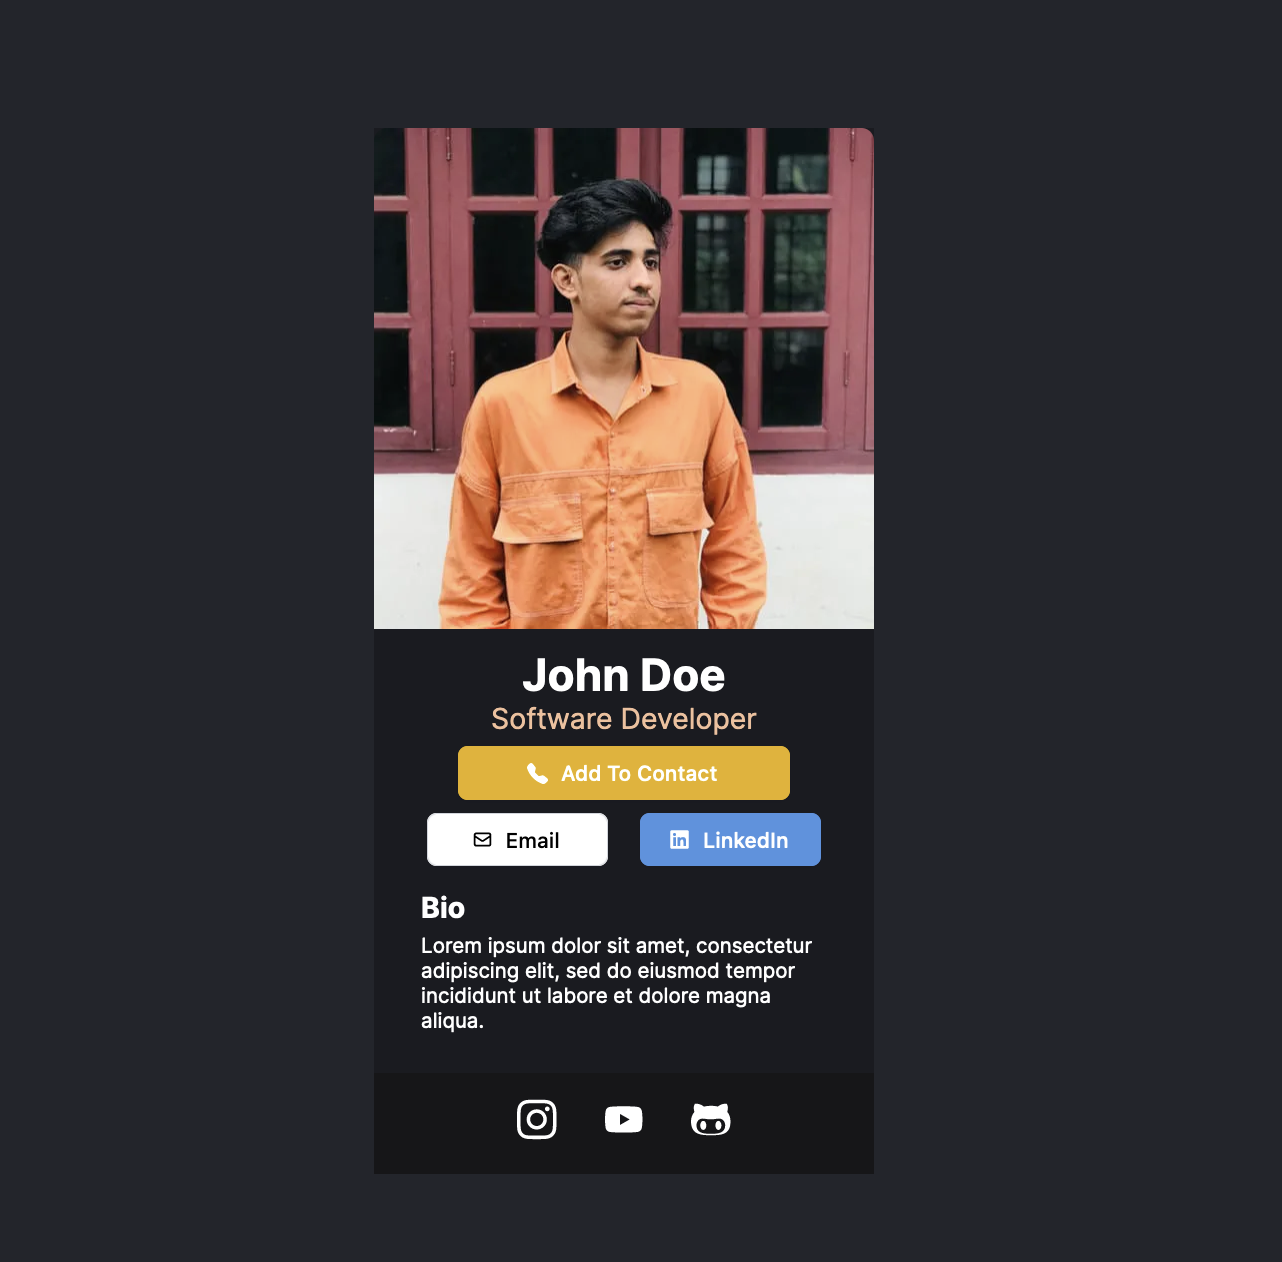 John Doe
Software Developer
Add To Contact
Email
LinkedIn
Bio
Lorem ipsum dolor sit amet, consectetur
adipiscing elit, sed do eiusmod tempor
incididunt ut labore et dolore magna
aliqua.